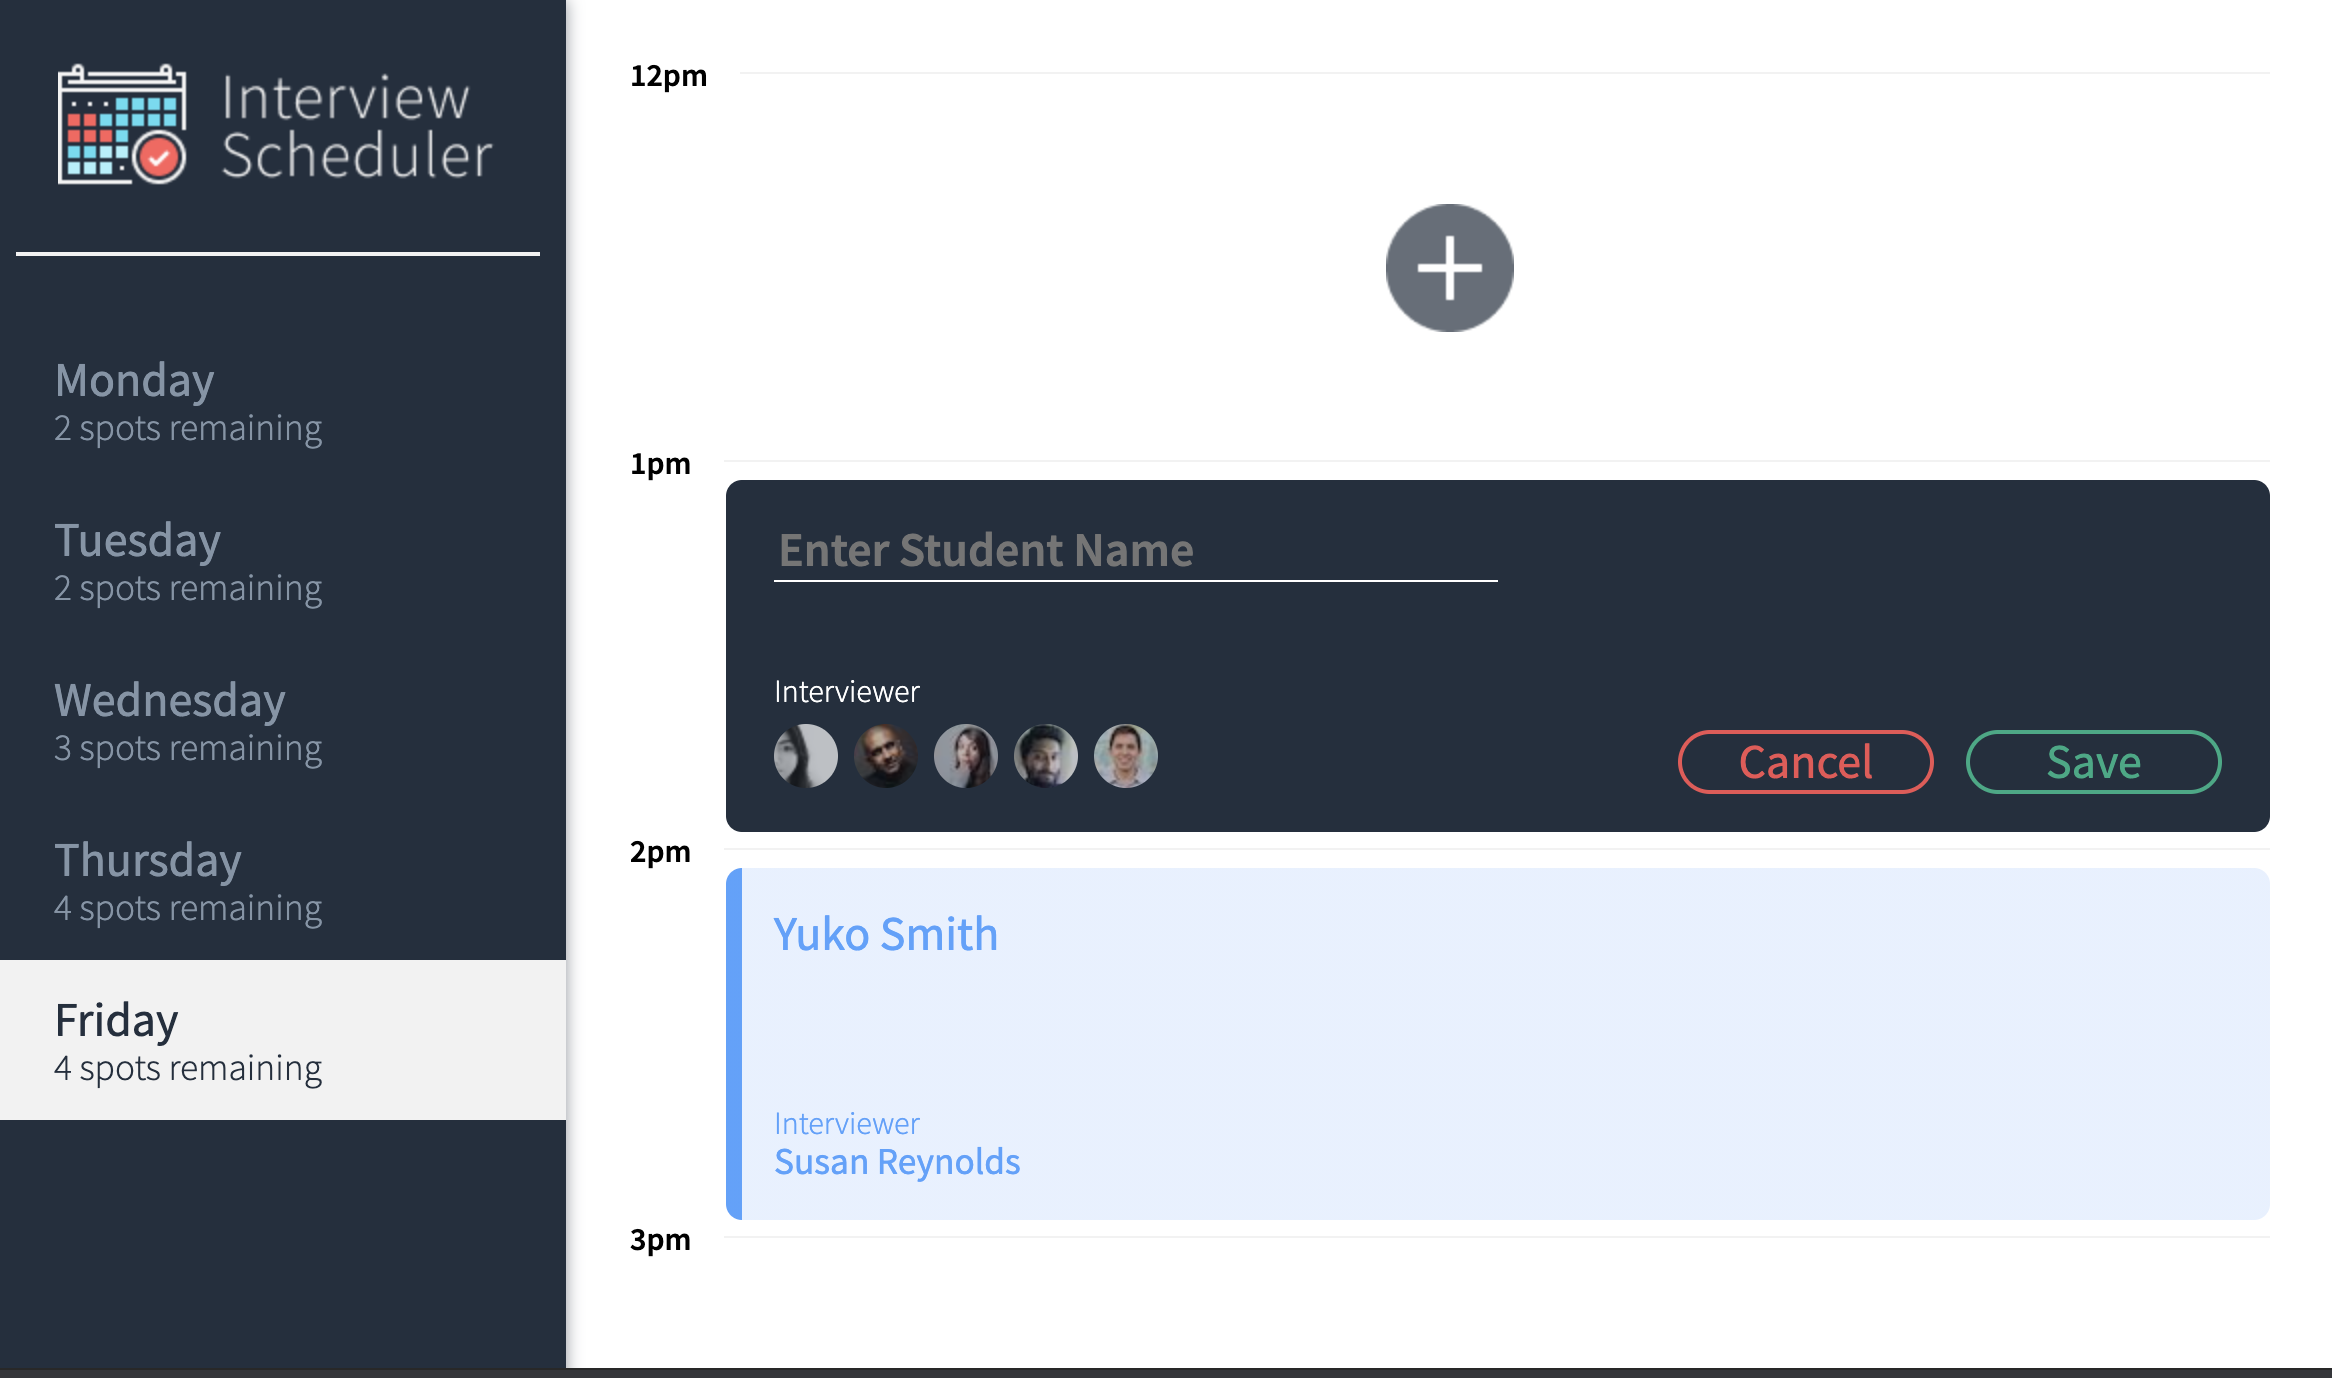 Interview
Scheduler
Monday
2 spots remaining
Tuesday
2 spots remaining
Wednesday
3 spots remaining
Thursday
4 spots remaining
Friday
4 spots remaining
12pm
1pm
Enter Student Name
Interviewer
Cancel
Save
2pm
Yuko Smith
Interviewer
Susan Reynolds
3pm